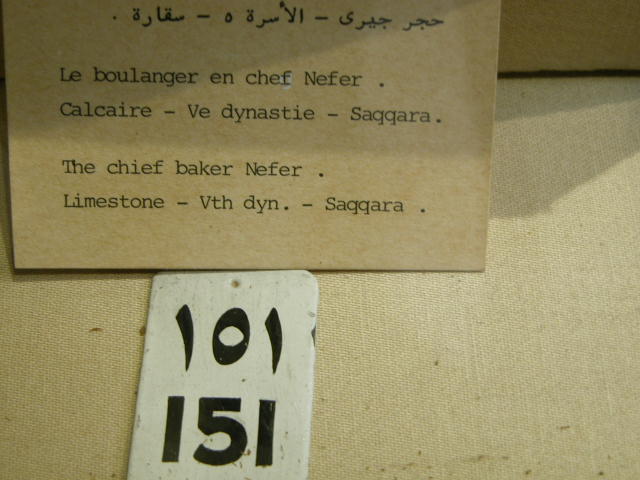 حجر جيرى – الأسرة ٥ – سقارة .
Le boulanger en chef Nefer .
Calcaire - Ve dynastie - Saqqara.
The chief baker Nefer .
Limestone - Vth dyn. - Saqqara .
١٥١
151